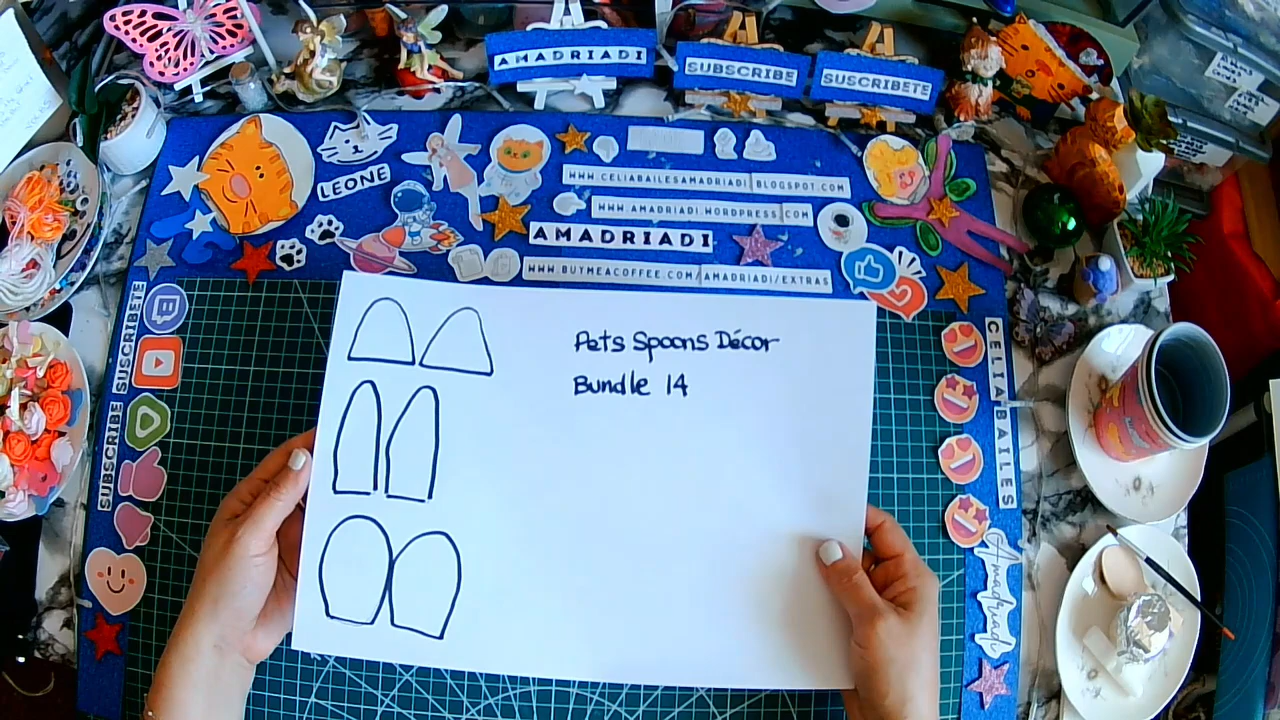 AMADRIADI
SUBSCRIBE
SUSCRIBETE
LEONE
WWW.CELIABAILESAMADRIADI.BLOGSPOT.COM
WWW.AMADRIADI.WORDPRESS.COM
AMADRIADI
WWW.BUYMEACOFFEE.COM/AMADRIADI/EXTRAS
SUSCRIBETE
SUBSCRIBE
CELIA BAILES
Amadriadi
Pets Spoons Décor
Bundle 14